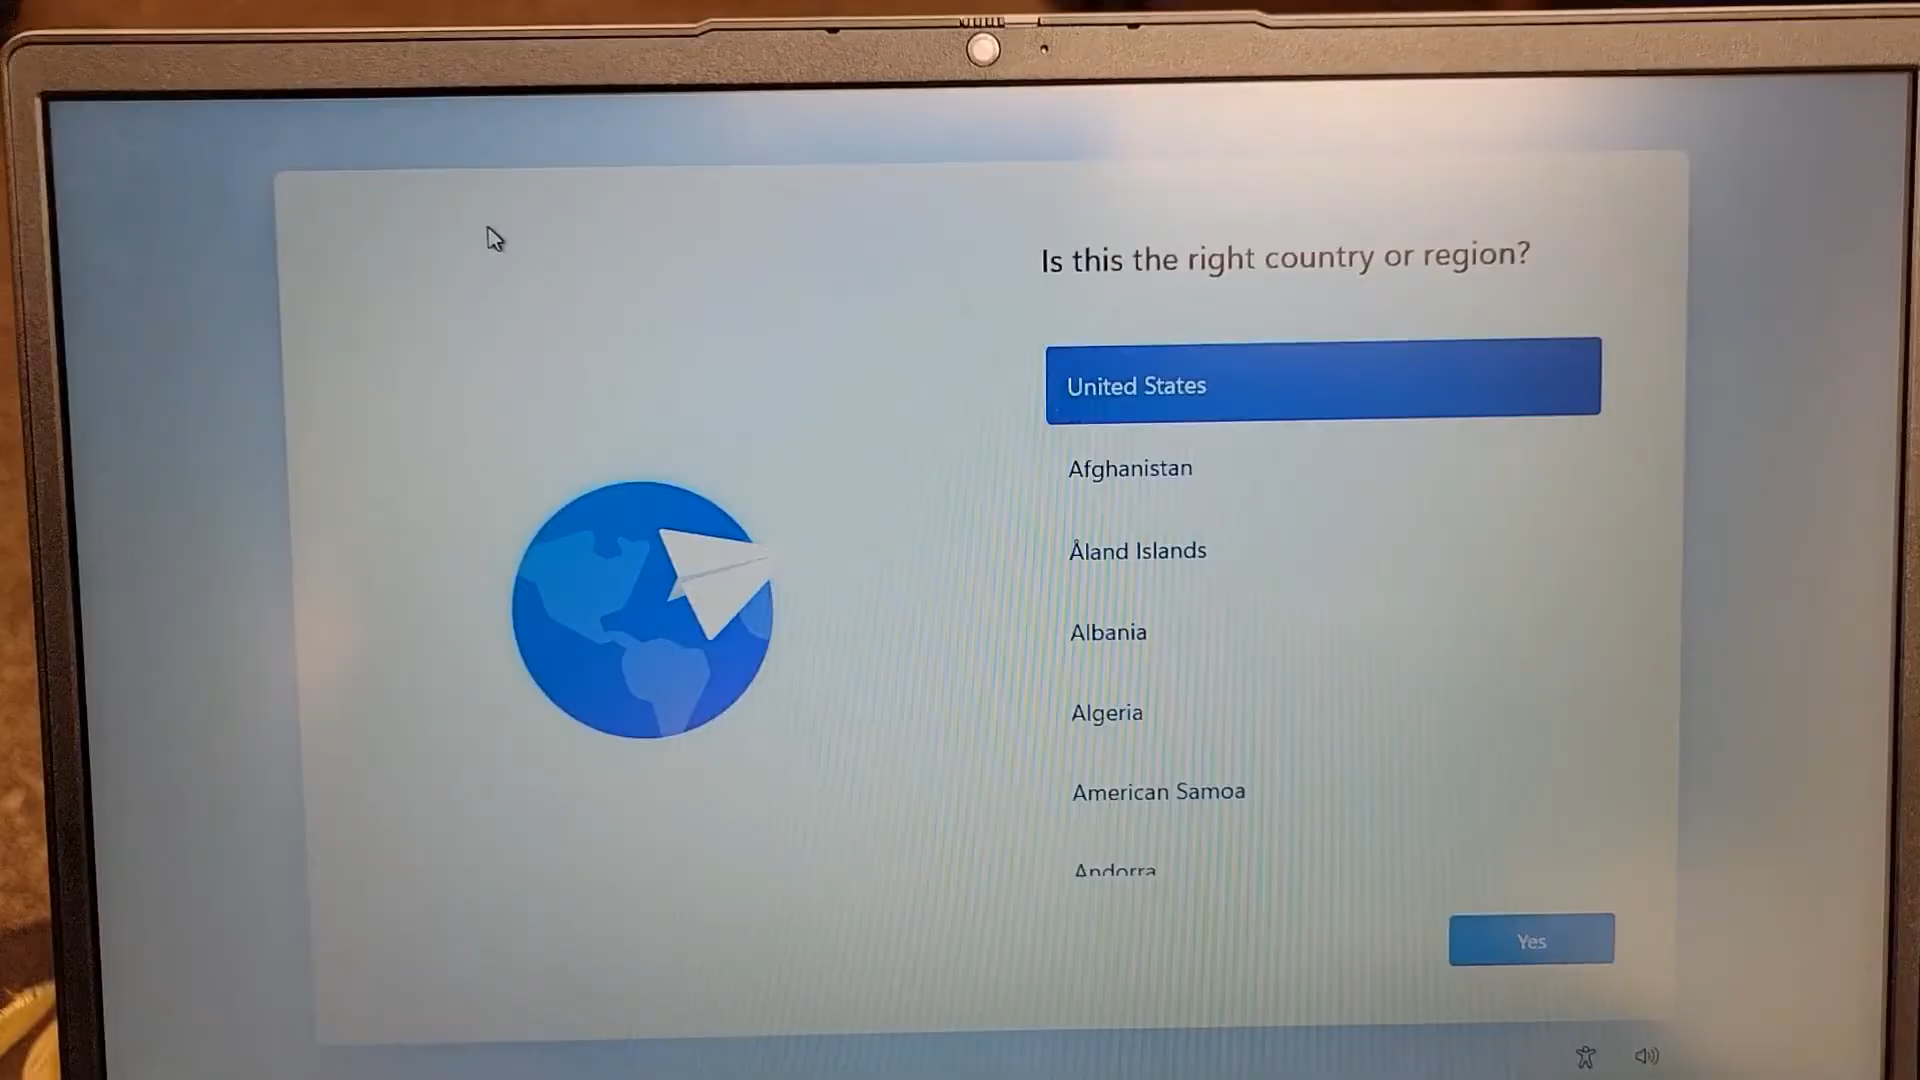 Is this the right country or region?
United States
Afghanistan
Åland Islands
Albania
Algeria
American Samoa
Andorra
Yes